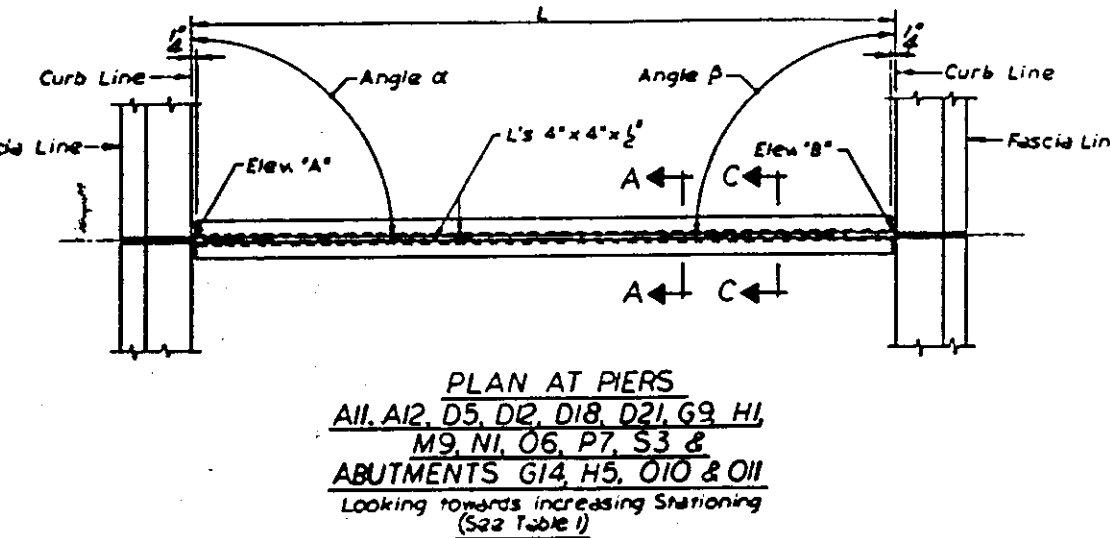 L
1"
4
1"
4
Curb Line
Angle α
Angle β
Curb Line
L's 4" x 4" x 1/2"
cia Line
Elev. "A"
Elev. "B"
Fascia Lin
A C
A C
PLAN AT PIERS
A11, A12, D5, D12, D18, D21, G9, H1,
M9, N1, O6, P7, S3 &
ABUTMENTS G14, H5, O10 & O11
Looking towards increasing Stationing
(See Table 1)